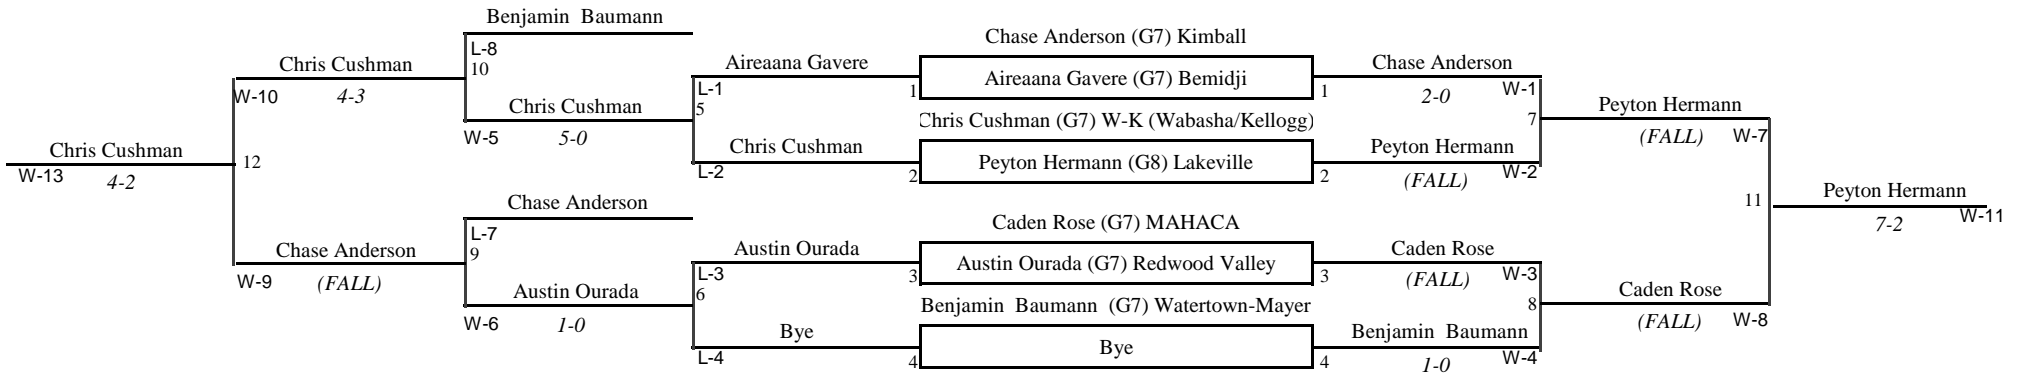 Benjamin  Baumann
Chase Anderson (G7) Kimball
L-8
Chris Cushman
10
Aireaana Gavere
Aireaana Gavere (G7) Bemidji
Chase Anderson
W-10
4-3
L-1
1
1
2-0
W-1
Chris Cushman
5
Peyton Hermann
Chris Cushman (G7) W-K (Wabasha/Kellogg)
7
W-5
5-0
(FALL)
W-7
Chris Cushman
Chris Cushman
Peyton Hermann (G8) Lakeville
Peyton Hermann
12
W-13
4-2
L-2
2
2
(FALL)
W-2
Chase Anderson
Peyton Hermann
11
L-7
Caden Rose (G7) MAHACA
7-2
W-11
Chase Anderson
9
Austin Ourada
Austin Ourada (G7) Redwood Valley
Caden Rose
W-9
(FALL)
L-3
3
3
(FALL)
W-3
Austin Ourada
6
Benjamin  Baumann  (G7) Watertown-Mayer
8
Caden Rose
W-6
1-0
(FALL)
W-8
Bye
Bye
Benjamin  Baumann
L-4
4
4
1-0
W-4